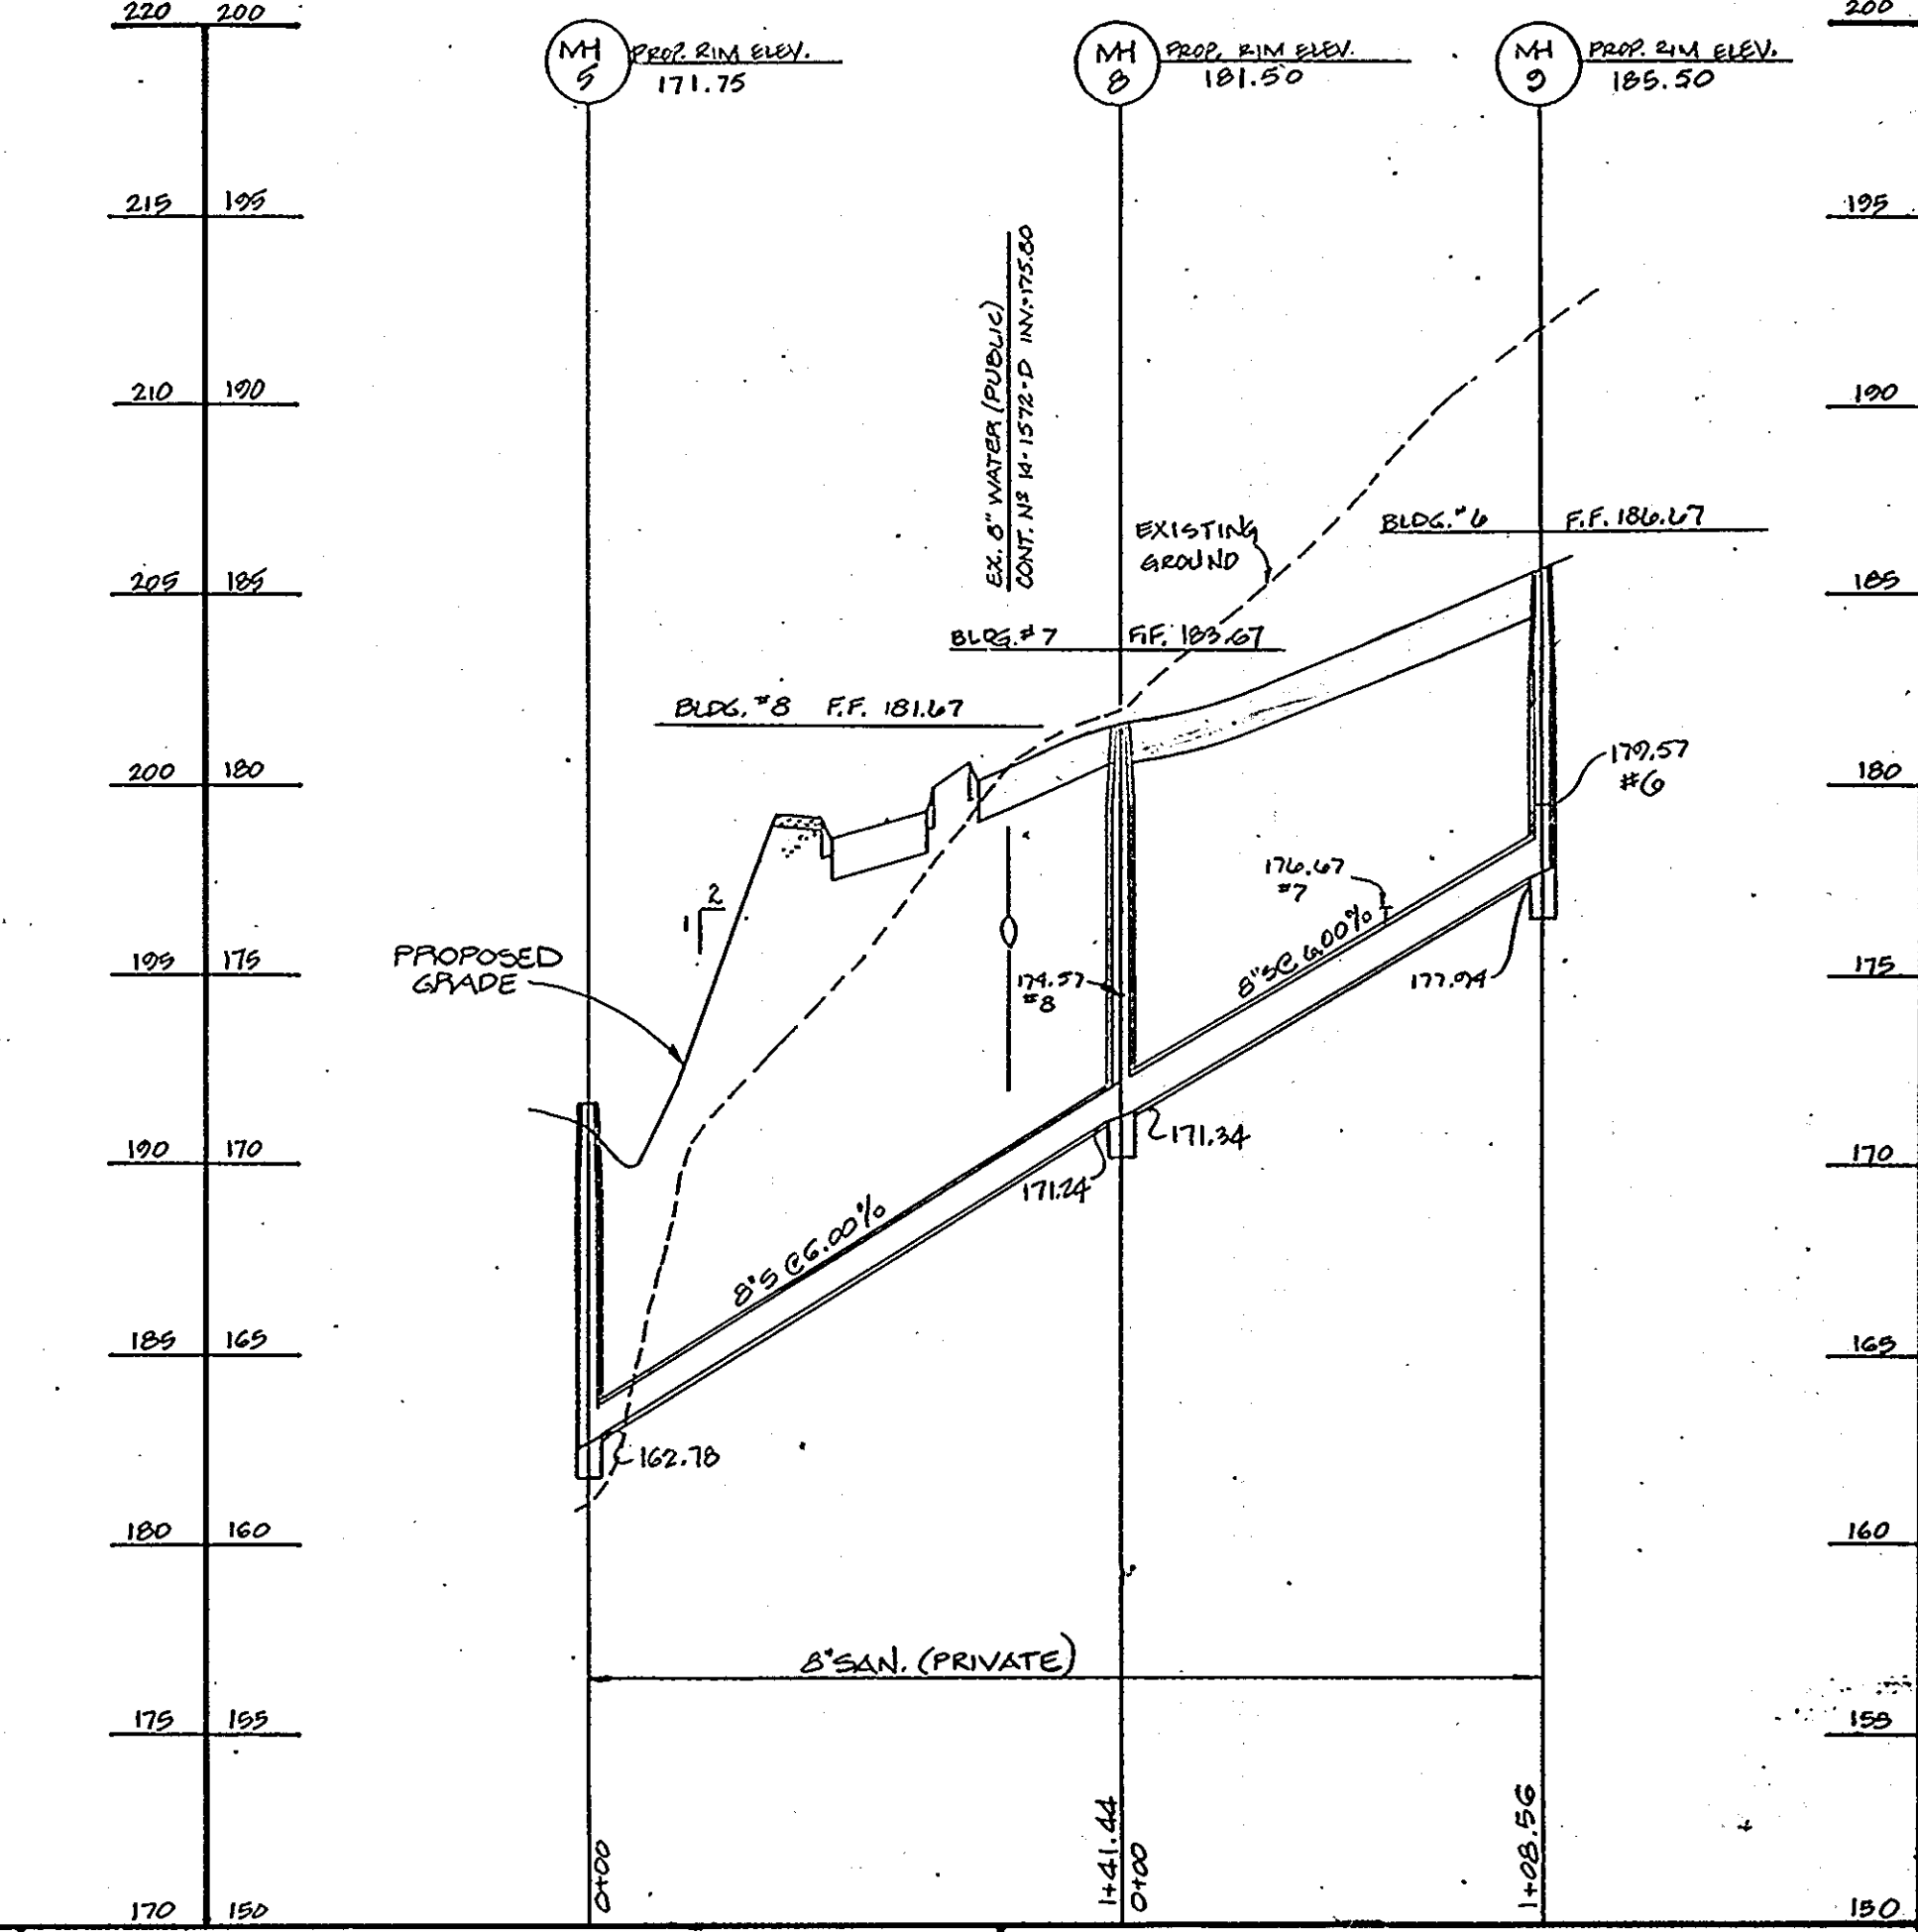 220 200
200
MH 5
PROP. RIM ELEV.
171.75
MH 8
PROP. RIM ELEV.
181.50
MH 9
PROP. RIM ELEV.
185.50
215 195
195
EX. 8" WATER (PUBLIC)
CONT. Nº 14-1572-D INV=175.80
210 190
190
EXISTING
GROUND
BLDG. #6 F.F. 186.67
205 185
185
BLDG. #7 F.F. 183.67
BLDG. #8 F.F. 181.67
200 180
180
179.57
#6
176.67
#7
2
1
PROPOSED
GRADE
195 175
175
174.57
#8
8"S@ 6.00%
177.94
190 170
170
171.34
171.24
8"S @6.00%
185 165
165
162.78
180 160
160
8"SAN. (PRIVATE)
175 155
155
0+00
1+41.44
0+00
1+08.56
170 150
150